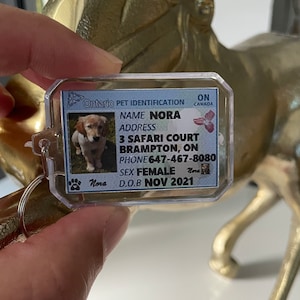 Ontario PET IDENTIFICATION ON
CANADA
NAME NORA
ADDRESS
3 SAFARI COURT
BRAMPTON, ON
PHONE 647-467-8080
SEX FEMALE
Nora
Nora
D.O.B NOV 2021